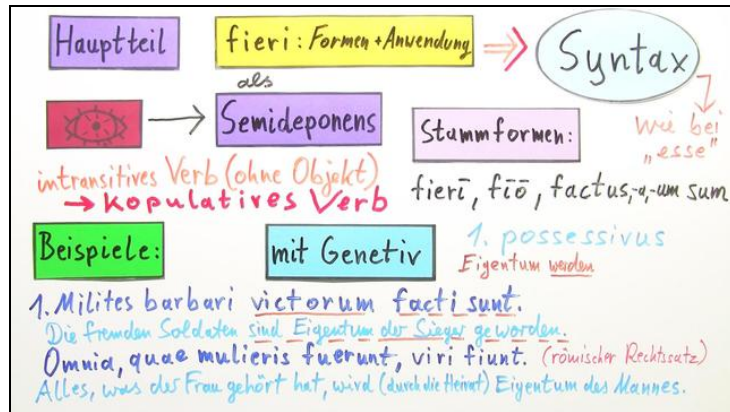 Hauptteil
fieri: Formen + Anwendung
Syntax
als
Semideponens
Stammformen:
wie bei
„esse"
intransitives Verb (ohne Objekt)
→ kopulatives Verb
fierī, fīō, factus,-a,-um sum
Beispiele:
mit Genetiv
1. possessivus
Eigentum werden
1. Milites barbari victorum facti sunt.
Die fremden Soldaten sind Eigentum der Sieger geworden.
Omnia, quae mulieris fuerunt, viri fiunt. (römischer Rechtssatz)
Alles, was der Frau gehört hat, wird (durch die Heirat) Eigentum des Mannes.